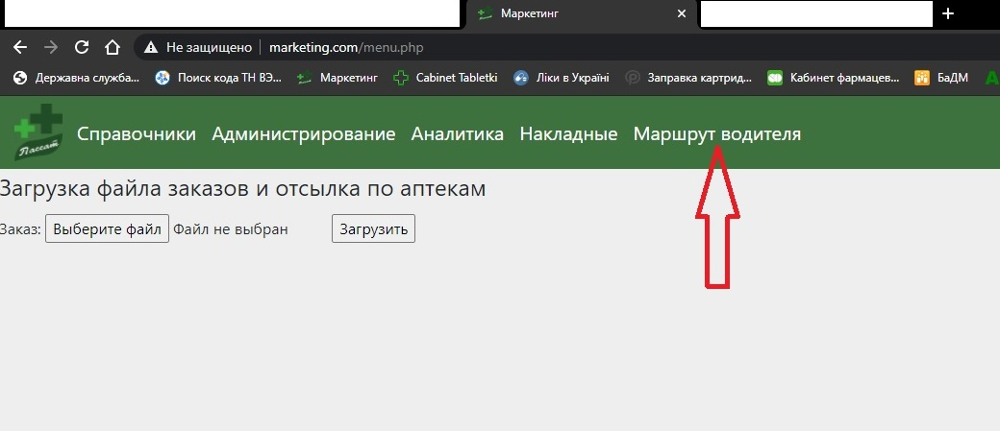 Маркетинг
Не защищено marketing.com/menu.php
Державна служба... Поиск кода ТН ВЭ... Маркетинг Cabinet Tabletki Ліки в Україні Заправка картрид... Кабинет фармацев... БаДМ А
Пассат Справочники Администрирование Аналитика Накладные Маршрут водителя
Загрузка файла заказов и отсылка по аптекам
Заказ: Выберите файл Файл не выбран Загрузить